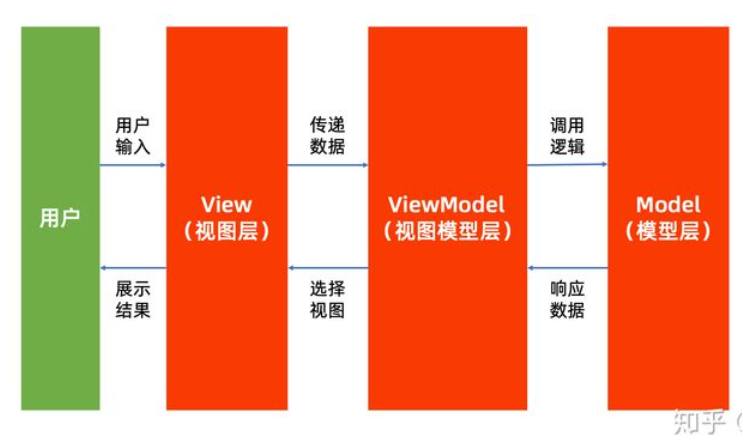 用户
用户
输入
View
（视图层）
传递
数据
ViewModel
（视图模型层）
调用
逻辑
Model
（模型层）
展示
结果
选择
视图
响应
数据
知乎